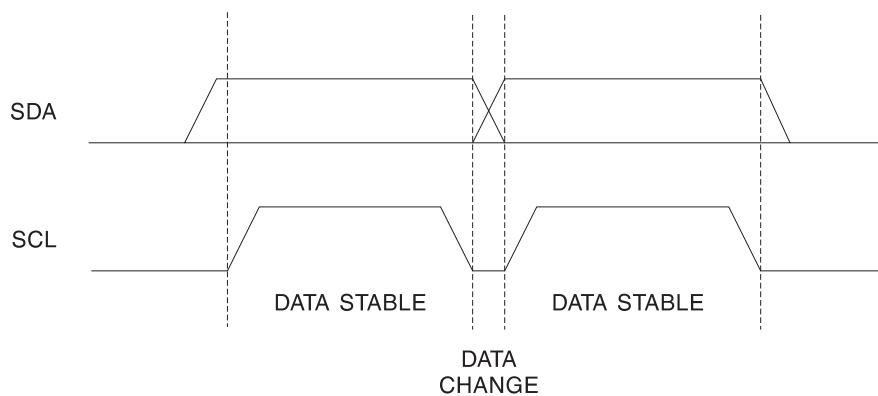 SDA
SCL
DATA STABLE
DATA STABLE
DATA
CHANGE